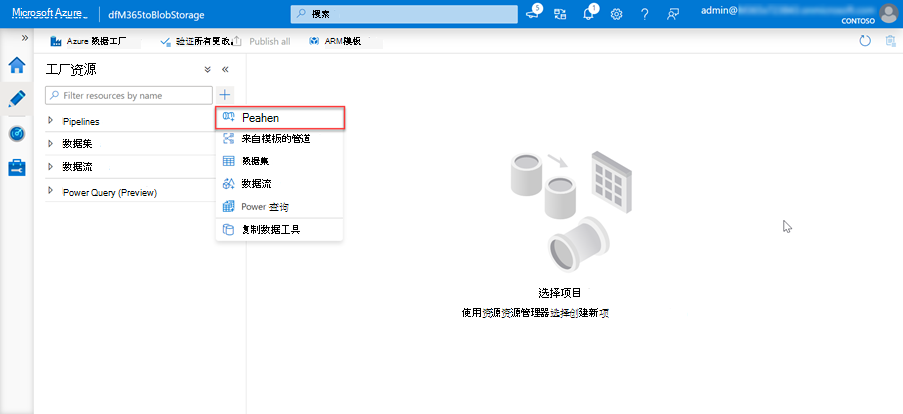 Microsoft Azure
dfM365toBlobStorage
搜索
5
1
admin@
CONTOSO
»
Azure 数据工厂
验证所有更改
Publish all
ARM模板
工厂资源
Filter resources by name
Pipelines
数据集
数据流
Power Query (Preview)
Peahen
来自模板的管道
数据集
数据流
Power 查询
复制数据工具
选择项目
使用资源资源管理器选择创建新项